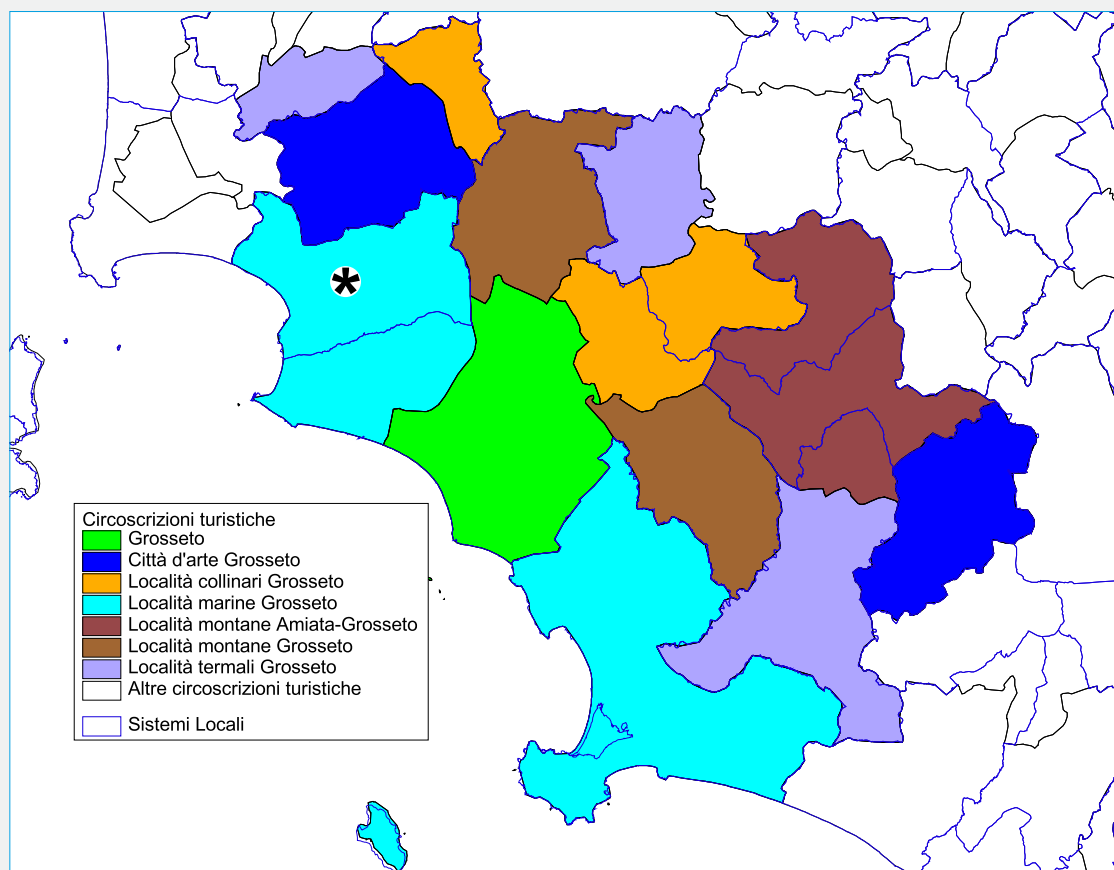 *
Circoscrizioni turistiche
Grosseto
Città d'arte Grosseto
Località collinari Grosseto
Località marine Grosseto
Località montane Amiata-Grosseto
Località montane Grosseto
Località termali Grosseto
Altre circoscrizioni turistiche
Sistemi Locali